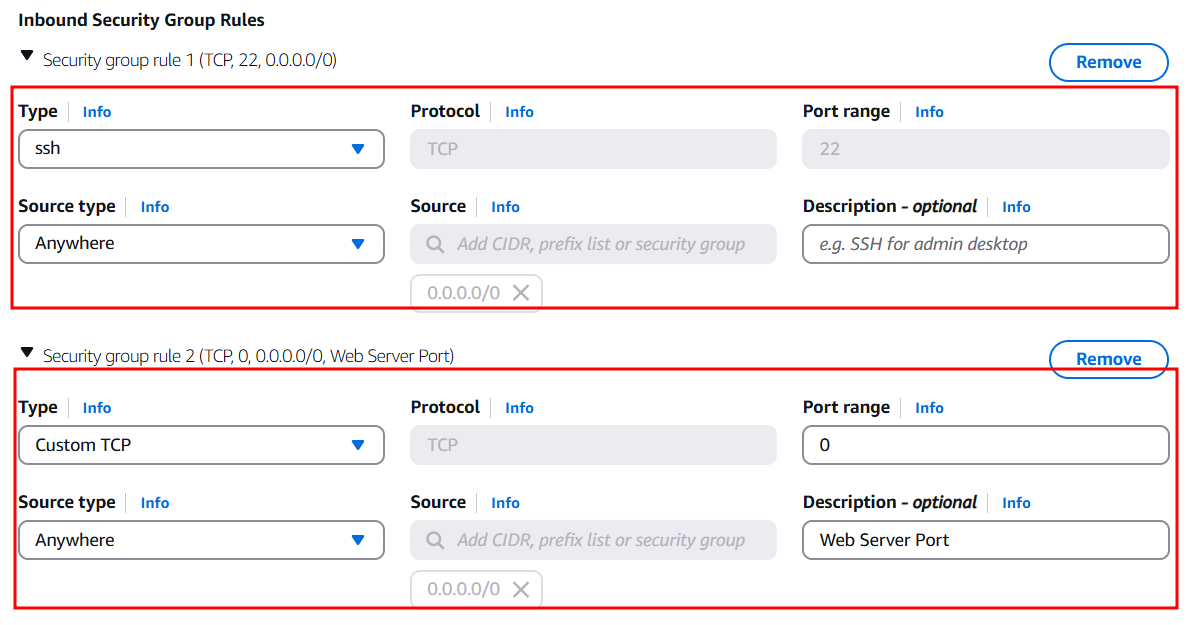 Inbound Security Group Rules
Security group rule 1 (TCP, 22, 0.0.0.0/0)
Remove
Type Info Protocol Info Port range Info
ssh TCP 22
Source type Info Source Info Description - optional Info
Anywhere Add CIDR, prefix list or security group e.g. SSH for admin desktop
0.0.0.0/0
Security group rule 2 (TCP, 0, 0.0.0.0/0, Web Server Port)
Remove
Type Info Protocol Info Port range Info
Custom TCP TCP 0
Source type Info Source Info Description - optional Info
Anywhere Add CIDR, prefix list or security group Web Server Port
0.0.0.0/0